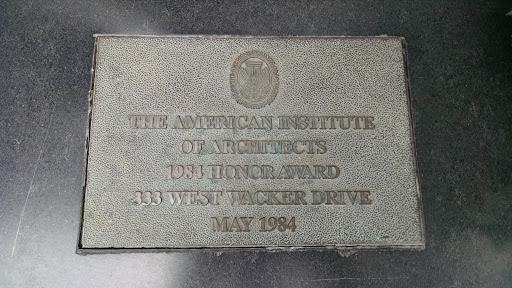 THE AMERICAN INSTITUTE
OF ARCHITECTS
1984 HONOR AWARD
333 WEST WACKER DRIVE
MAY 1984